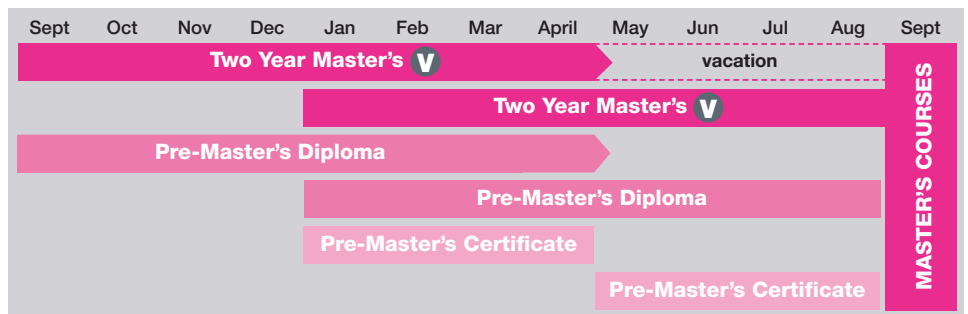 Sept Oct Nov Dec Jan Feb Mar April May Jun Jul Aug Sept
Two Year Master’s V vacation
Two Year Master’s V
Pre-Master’s Diploma
Pre-Master’s Diploma
Pre-Master’s Certificate
Pre-Master’s Certificate
MASTER’S COURSES